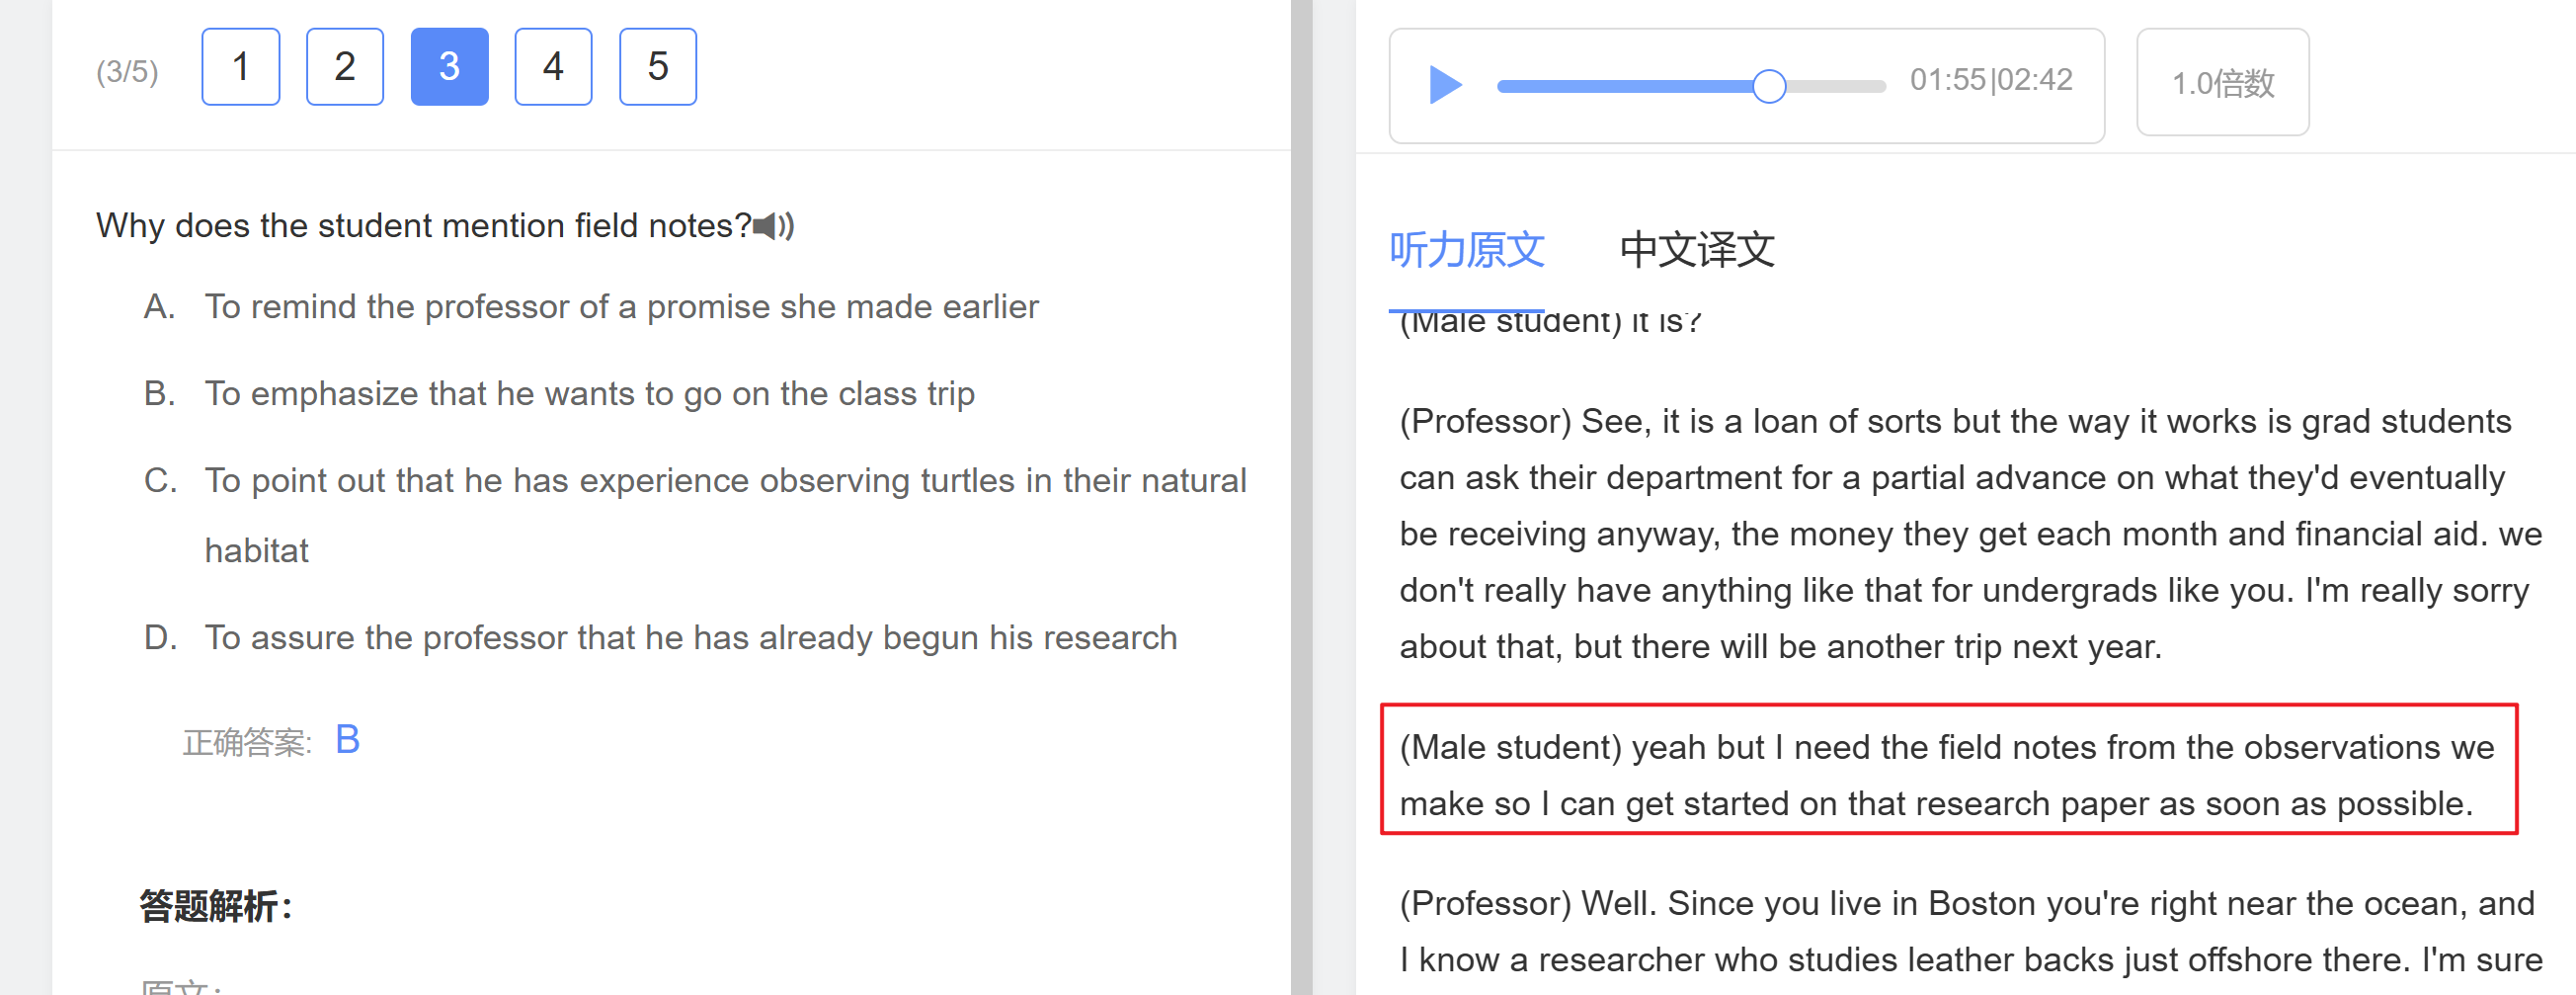 (3/5) 1 2 3 4 5
Why does the student mention field notes?
A. To remind the professor of a promise she made earlier
B. To emphasize that he wants to go on the class trip
C. To point out that he has experience observing turtles in their natural
habitat
D. To assure the professor that he has already begun his research
正确答案: B
答题解析：
原文：
01:55|02:42 1.0倍数
听力原文 中文译文
(Male student) it is?
(Professor) See, it is a loan of sorts but the way it works is grad students
can ask their department for a partial advance on what they'd eventually
be receiving anyway, the money they get each month and financial aid. we
don't really have anything like that for undergrads like you. I'm really sorry
about that, but there will be another trip next year.
(Male student) yeah but I need the field notes from the observations we
make so I can get started on that research paper as soon as possible.
(Professor) Well. Since you live in Boston you're right near the ocean, and
I know a researcher who studies leather backs just offshore there. I'm sure